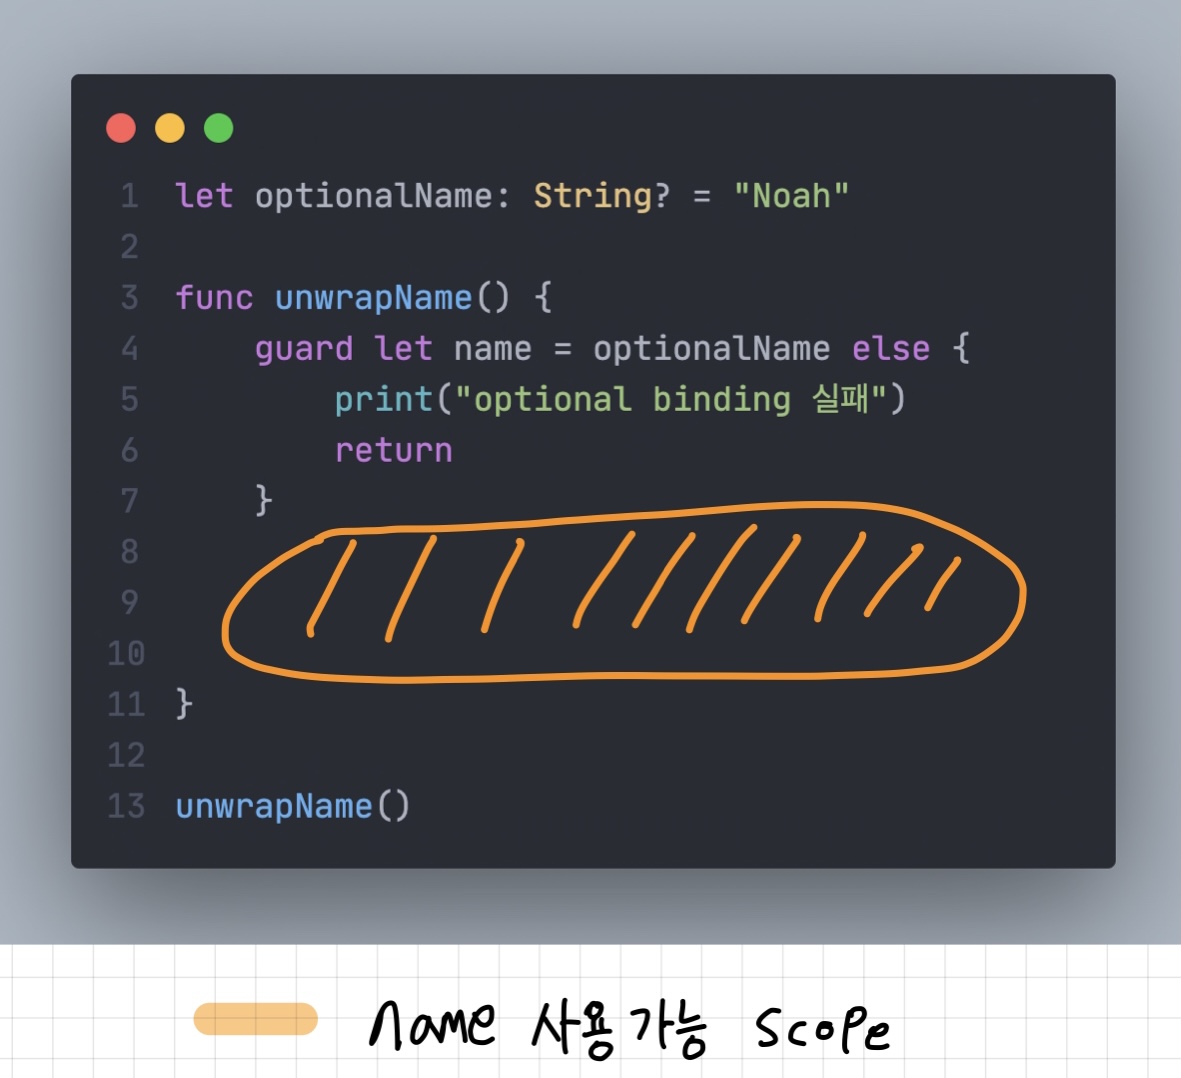 1 let optionalName: String? = "Noah"
2
3 func unwrapName() {
4     guard let name = optionalName else {
5         print("optional binding 실패")
6         return
7     }
8
9
10
11 }
12
13 unwrapName()
name 사용가능 scope